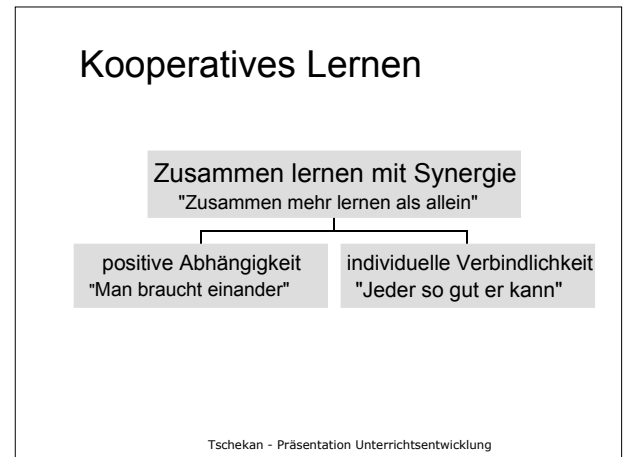 Kooperatives Lernen
Zusammen lernen mit Synergie
"Zusammen mehr lernen als allein"
positive Abhängigkeit
"Man braucht einander"
individuelle Verbindlichkeit
"Jeder so gut er kann"
Tschekan - Präsentation Unterrichtsentwicklung